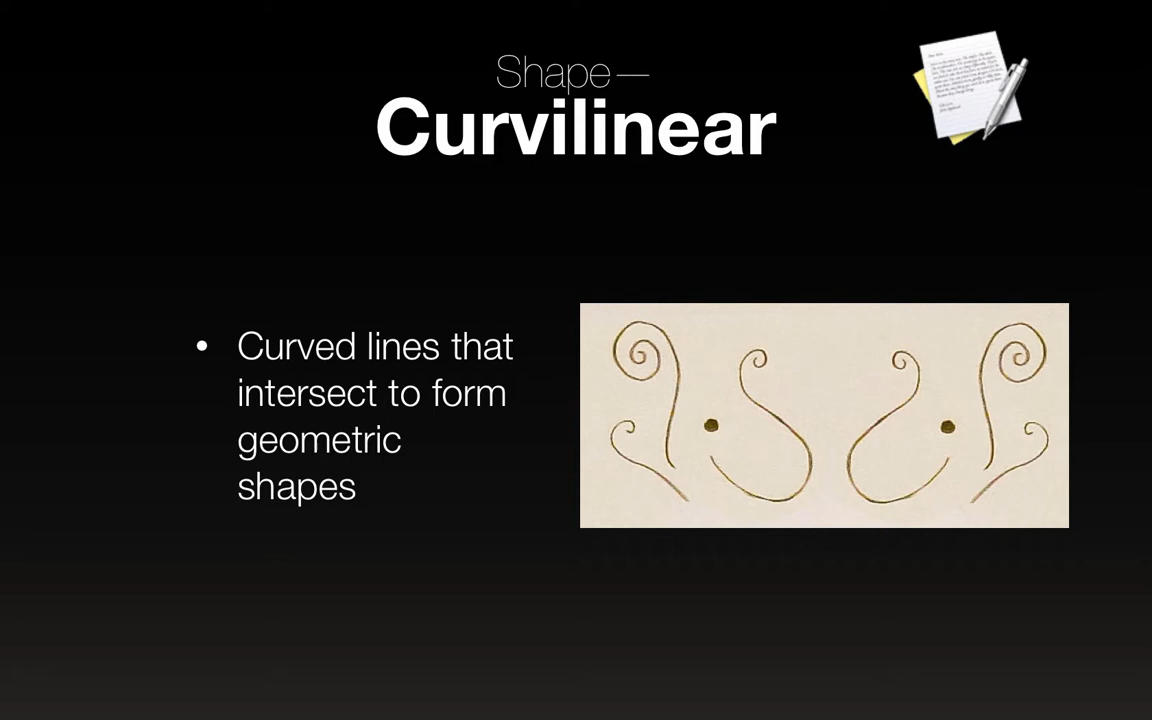 Shape—
Curvilinear
• Curved lines that
intersect to form
geometric
shapes